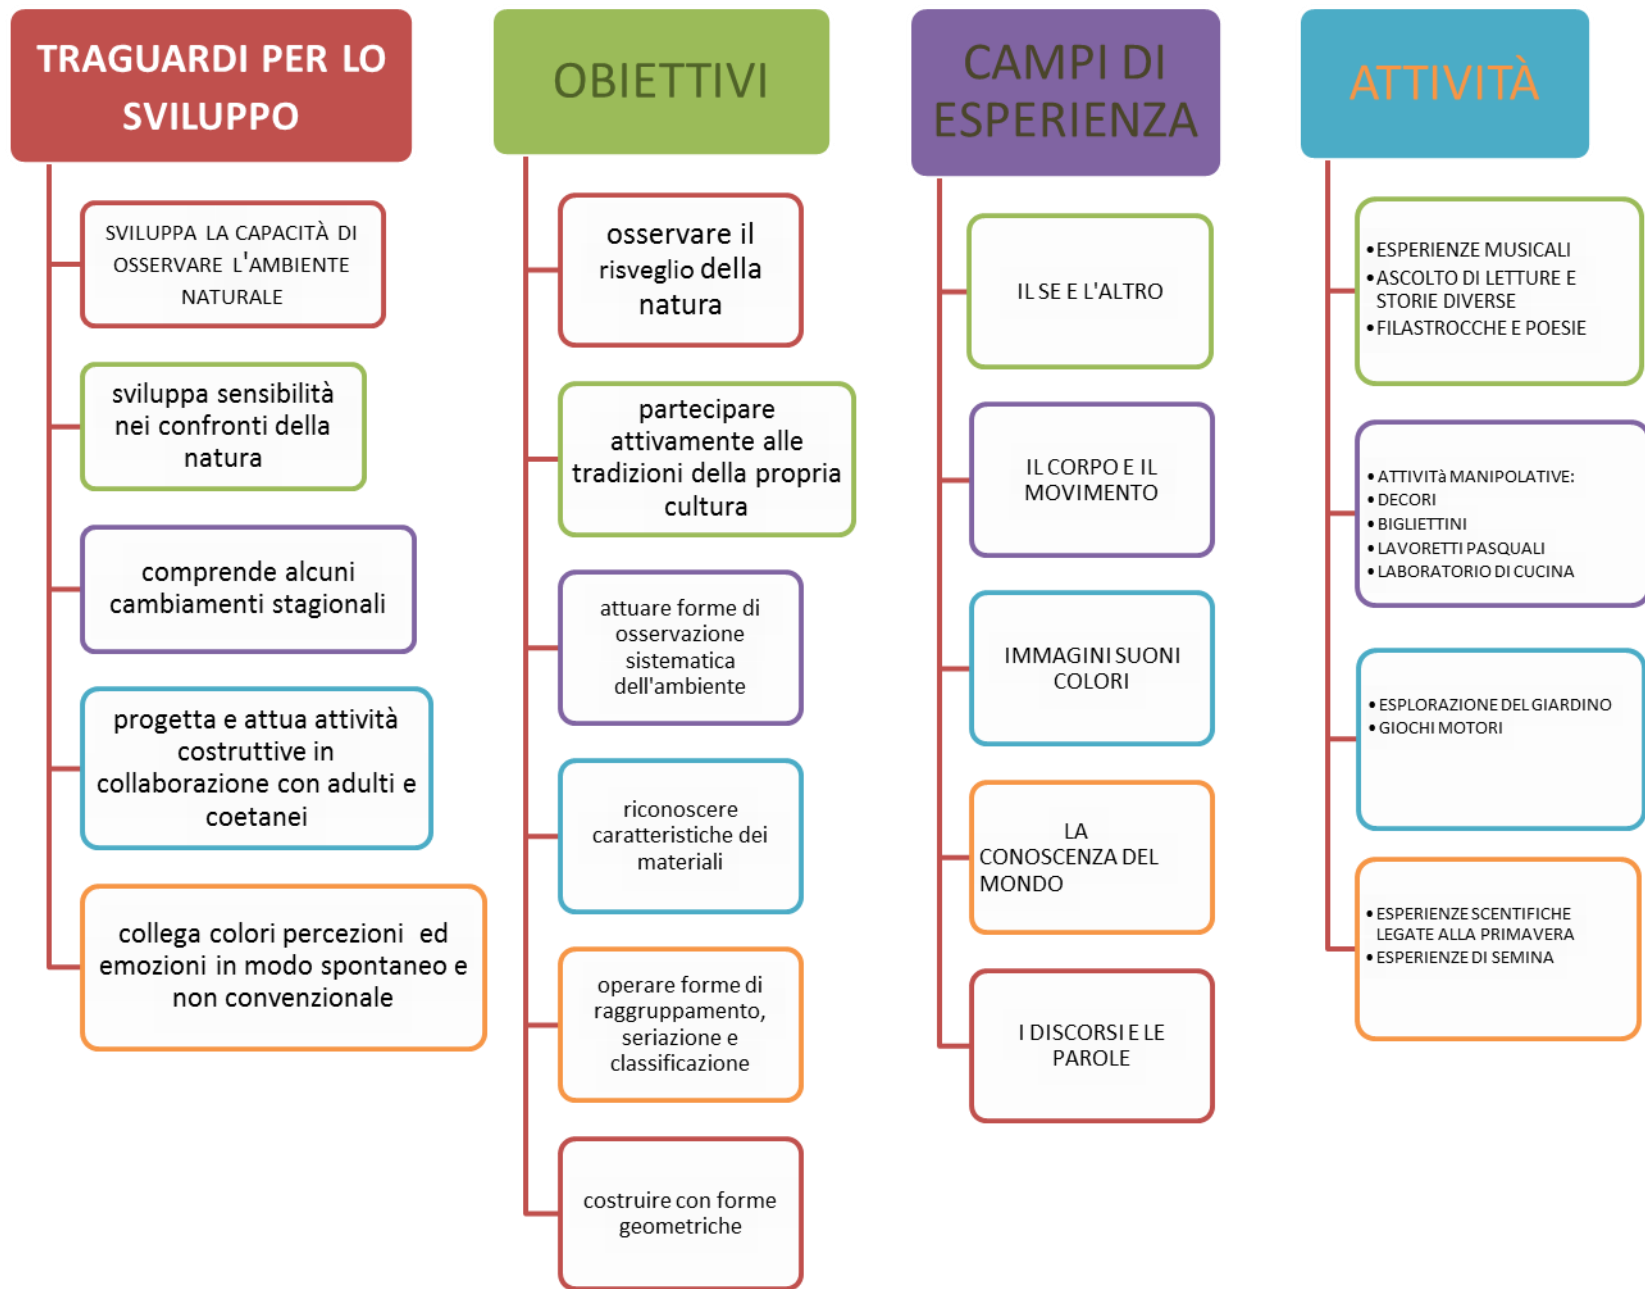 TRAGUARDI PER LO
SVILUPPO
SVILUPPA LA CAPACITÀ DI
OSSERVARE L'AMBIENTE
NATURALE
sviluppa sensibilità
nei confronti della
natura
comprende alcuni
cambiamenti stagionali
progetta e attua attività
costruttive in
collaborazione con adulti e
coetanei
collega colori percezioni ed
emozioni in modo spontaneo e
non convenzionale
OBIETTIVI
osservare il
risveglio della
natura
partecipare
attivamente alle
tradizioni della propria
cultura
attuare forme di
osservazione
sistematica
dell'ambiente
riconoscere
caratteristiche dei
materiali
operare forme di
raggruppamento,
seriazione e
classificazione
costruire con forme
geometriche
CAMPI DI
ESPERIENZA
IL SE E L'ALTRO
IL CORPO E IL
MOVIMENTO
IMMAGINI SUONI
COLORI
LA
CONOSCENZA DEL
MONDO
I DISCORSI E LE
PAROLE
ATTIVITÀ
• ESPERIENZE MUSICALI
• ASCOLTO DI LETTURE E
STORIE DIVERSE
• FILASTROCCHE E POESIE
• ATTIVITà MANIPOLATIVE:
• DECORI
• BIGLIETTINI
• LAVORETTI PASQUALI
• LABORATORIO DI CUCINA
• ESPLORAZIONE DEL GIARDINO
• GIOCHI MOTORI
• ESPERIENZE SCIENTIFICHE
LEGATE ALLA PRIMAVERA
• ESPERIENZE DI SEMINA